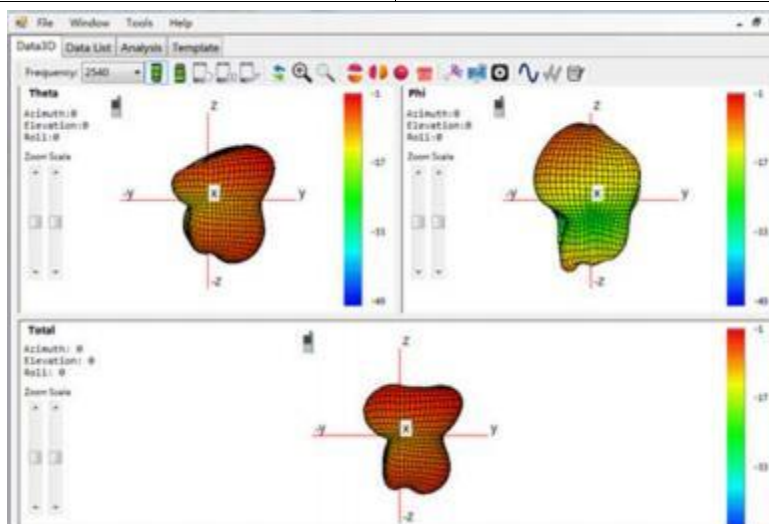 File Window Tools Help
Data3D Data List Analysis Template
Frequency: 2540
Theta
Azimuth:0
Elevation:0
Roll:0
Zoom Scale
z
-y
x
y
-z
-1
-17
-33
-49
Phi
Azimuth:0
Elevation:0
Roll:0
Zoom Scale
z
-y
x
y
-z
-1
-17
-33
Total
Azimuth: 0
Elevation: 0
Roll: 0
Zoom Scale
z
-y
x
y
-z
-1
-17
-33